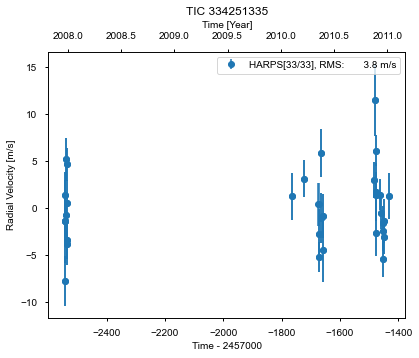 TIC 334251335
Time [Year]
2008.0 2008.5 2009.0 2009.5 2010.0 2010.5 2011.0
HARPS[33/33], RMS: 3.8 m/s
15
10
5
0
−5
−10
Radial Velocity [m/s]
−2400 −2200 −2000 −1800 −1600 −1400
Time - 2457000